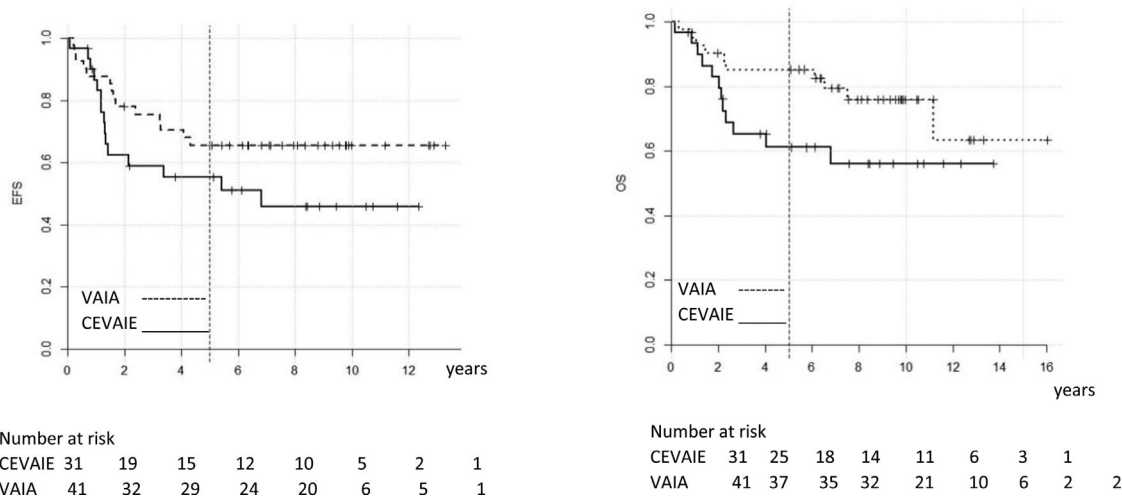 EFS
1.0
0.8
0.6
0.4
0.2
0.0
VAIA
CEVAIE
0 2 4 6 8 10 12 years
Number at risk
CEVAIE 31 19 15 12 10 5 2 1
VAIA 41 32 29 24 20 6 5 1
OS
1.0
0.8
0.6
0.4
0.2
0.0
VAIA
CEVAIE
0 2 4 6 8 10 12 14 16
years
Number at risk
CEVAIE 31 25 18 14 11 6 3 1
VAIA 41 37 35 32 21 10 6 2 2